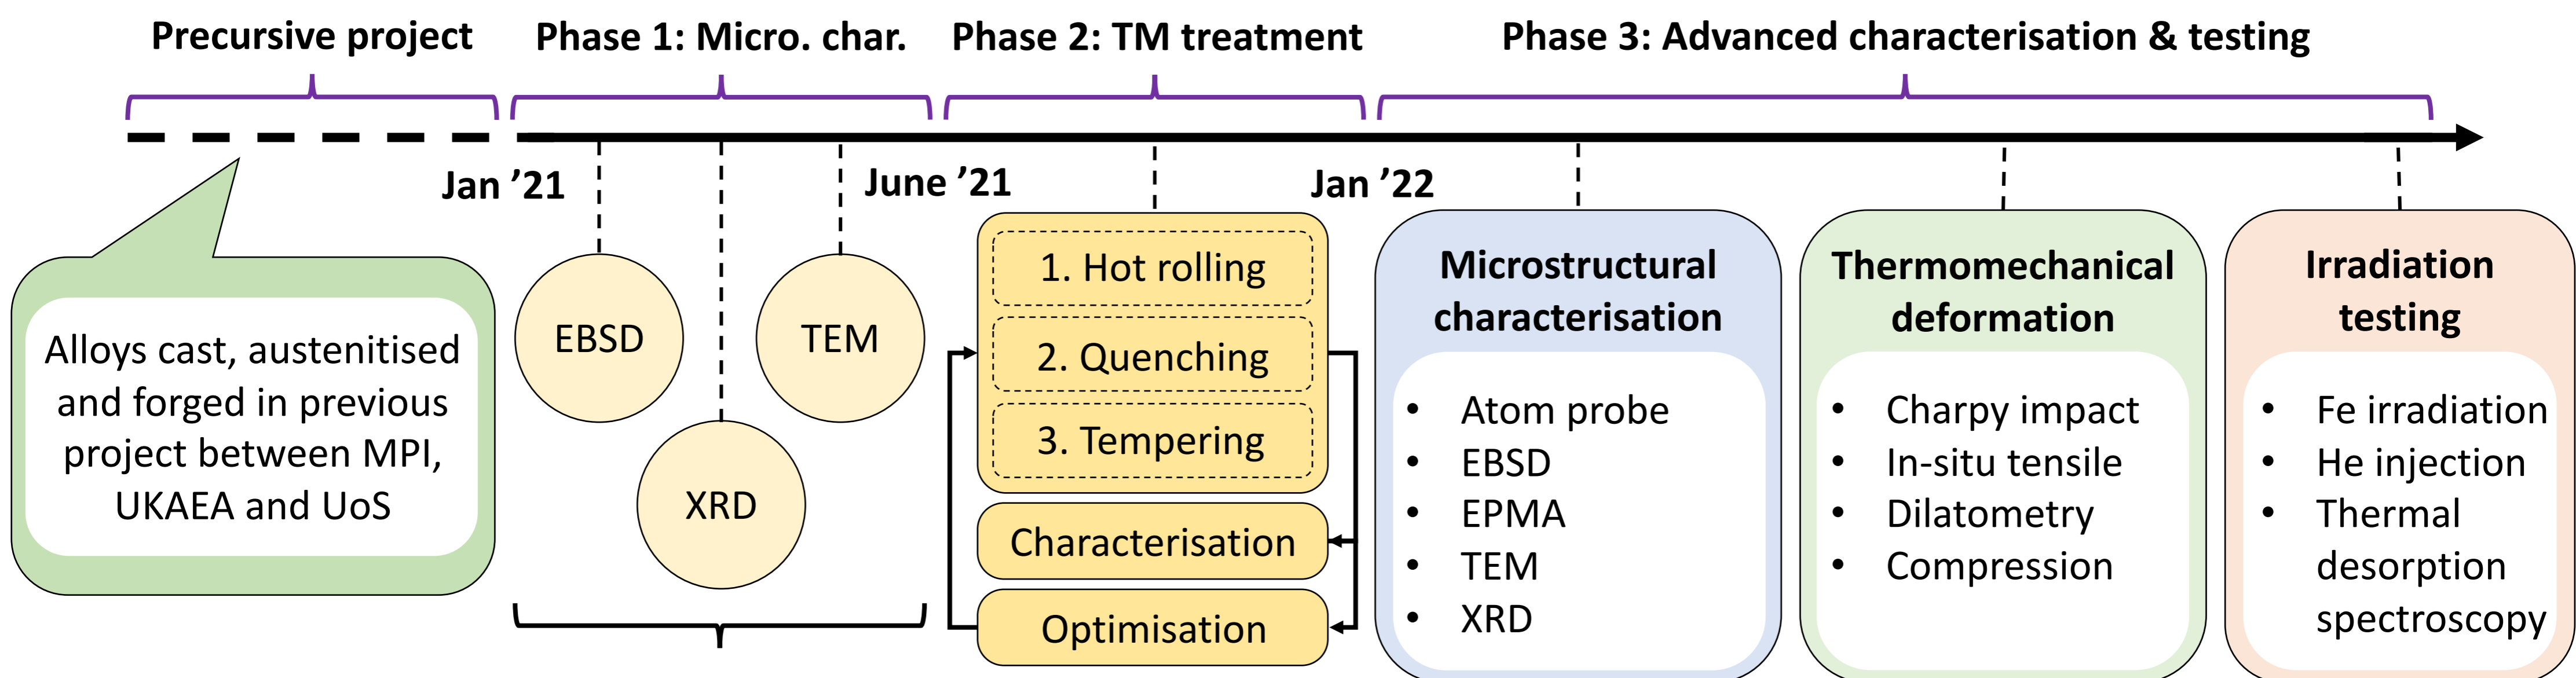 Precursive project
Phase 1: Micro. char.
Phase 2: TM treatment
Phase 3: Advanced characterisation & testing
Jan ’21
June ’21
Jan ’22
Alloys cast, austenitised
and forged in previous
project between MPI,
UKAEA and UoS
EBSD
XRD
TEM
1. Hot rolling
2. Quenching
3. Tempering
Characterisation
Optimisation
Microstructural
characterisation
• Atom probe
• EBSD
• EPMA
• TEM
• XRD
Thermomechanical
deformation
• Charpy impact
• In-situ tensile
• Dilatometry
• Compression
Irradiation
testing
• Fe irradiation
• He injection
• Thermal
desorption
spectroscopy